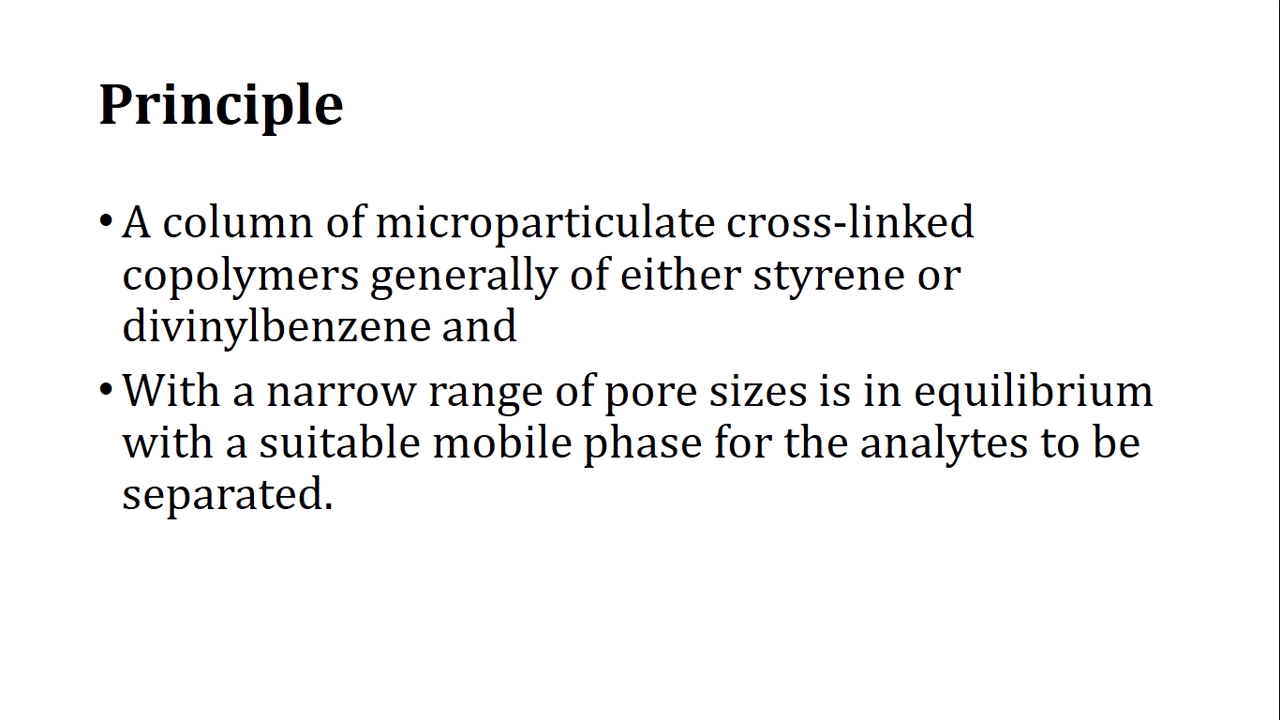 Principle
• A column of microparticulate cross-linked
copolymers generally of either styrene or
divinylbenzene and
• With a narrow range of pore sizes is in equilibrium
with a suitable mobile phase for the analytes to be
separated.